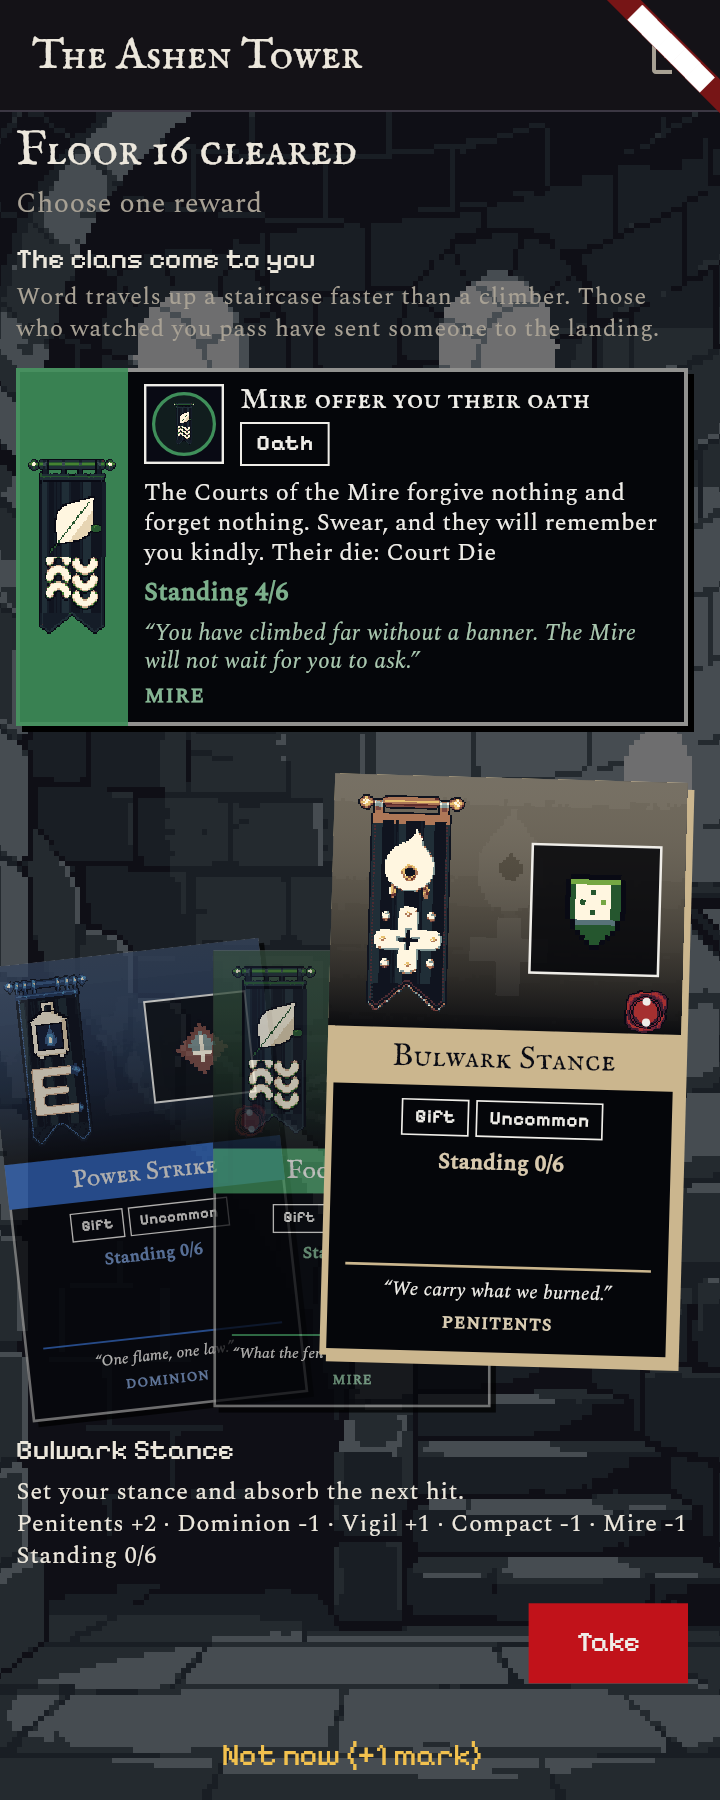 The Ashen Tower
Floor 16 cleared
Choose one reward
The clans come to you
Word travels up a staircase faster than a climber. Those
who watched you pass have sent someone to the landing.
Mire offer you their oath
Oath
The Courts of the Mire forgive nothing and
forget nothing. Swear, and they will remember
you kindly. Their die: Court Die
Standing 4/6
“You have climbed far without a banner. The Mire
will not wait for you to ask.”
MIRE
E
Power Strike
Gift
Uncommon
Standing 0/6
“One flame, one law.”
DOMINION
Gift
“What the
MIRE
Bulwark Stance
Gift
Uncommon
Standing 0/6
“We carry what we burned.”
PENITENTS
Bulwark Stance
Set your stance and absorb the next hit.
Penitents +2 · Dominion -1 · Vigil +1 · Compact -1 · Mire -1
Standing 0/6
Take
Not now (+1 mark)